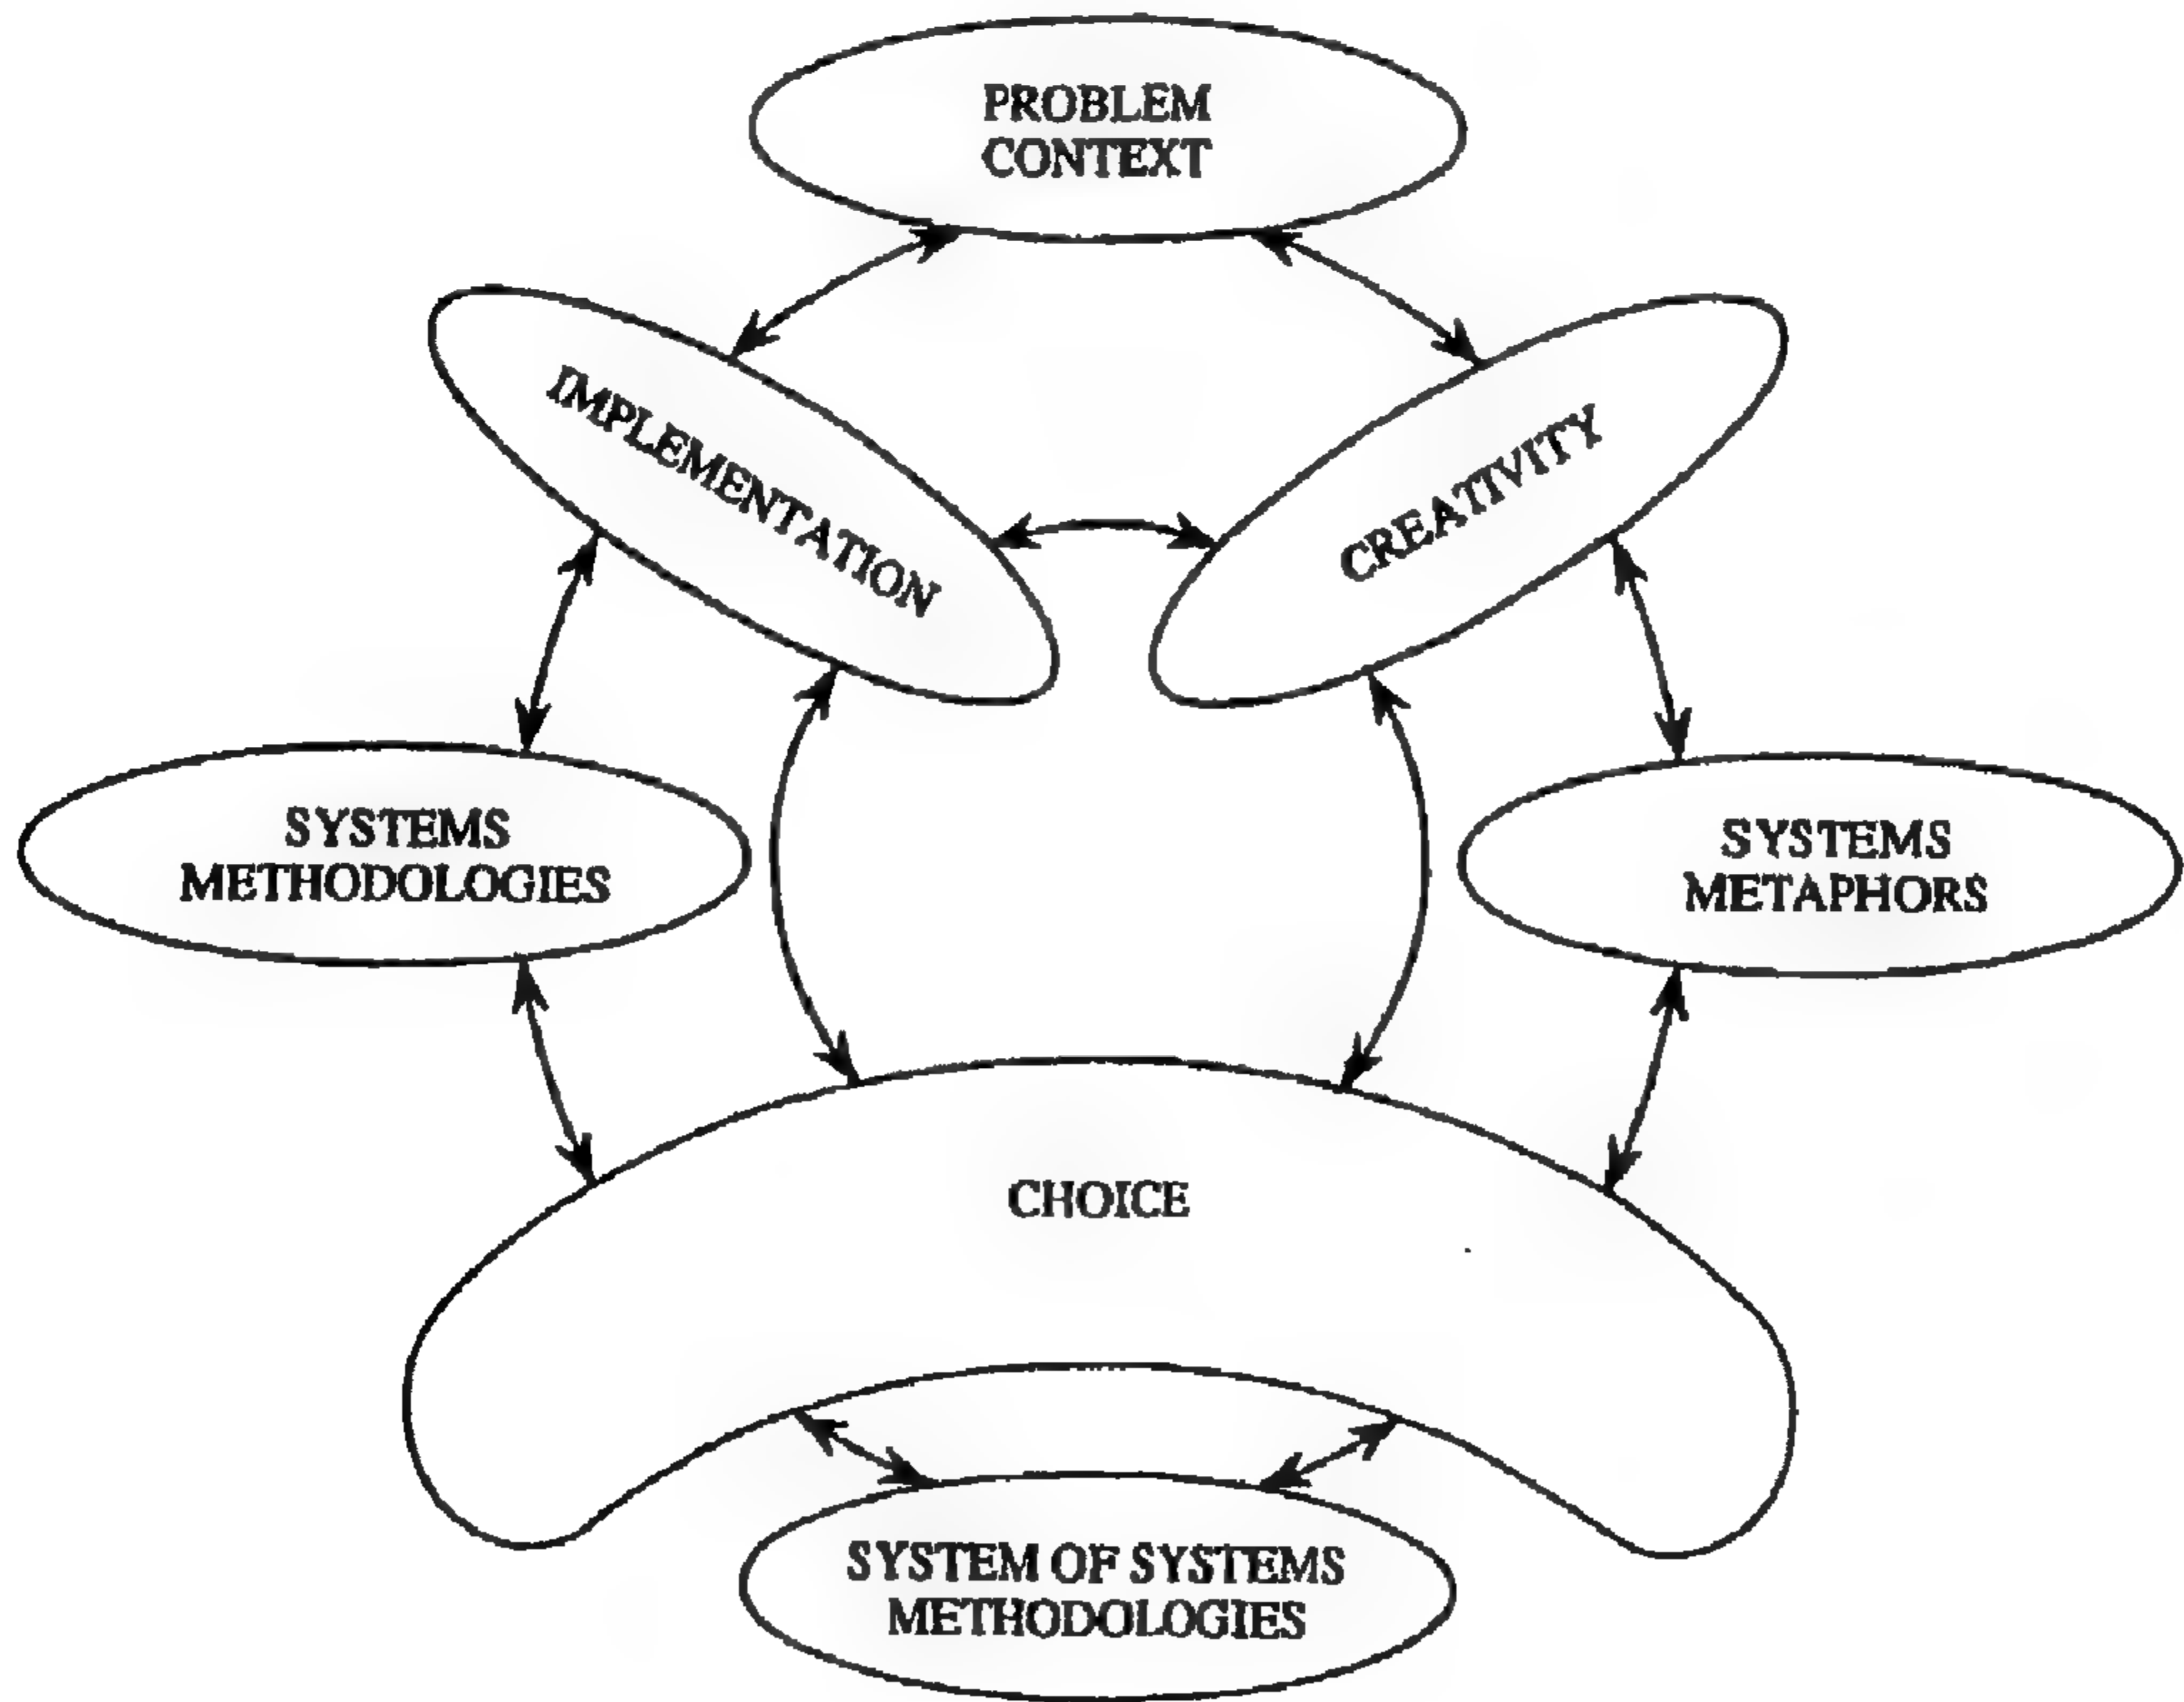 PROBLEM
CONTEXT
IMPLEMENTATION
CREATIVITY
SYSTEMS
METHODOLOGIES
SYSTEMS
METAPHORS
CHOICE
SYSTEM OF SYSTEMS
METHODOLOGIES